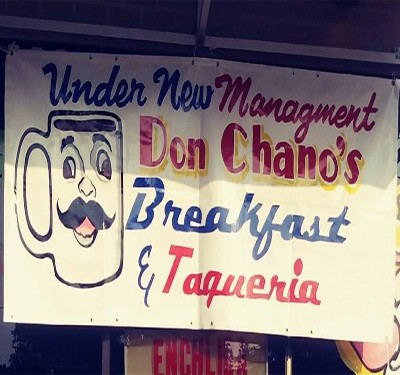 Under New Managment
Don Chano's
Breakfast
& Taqueria